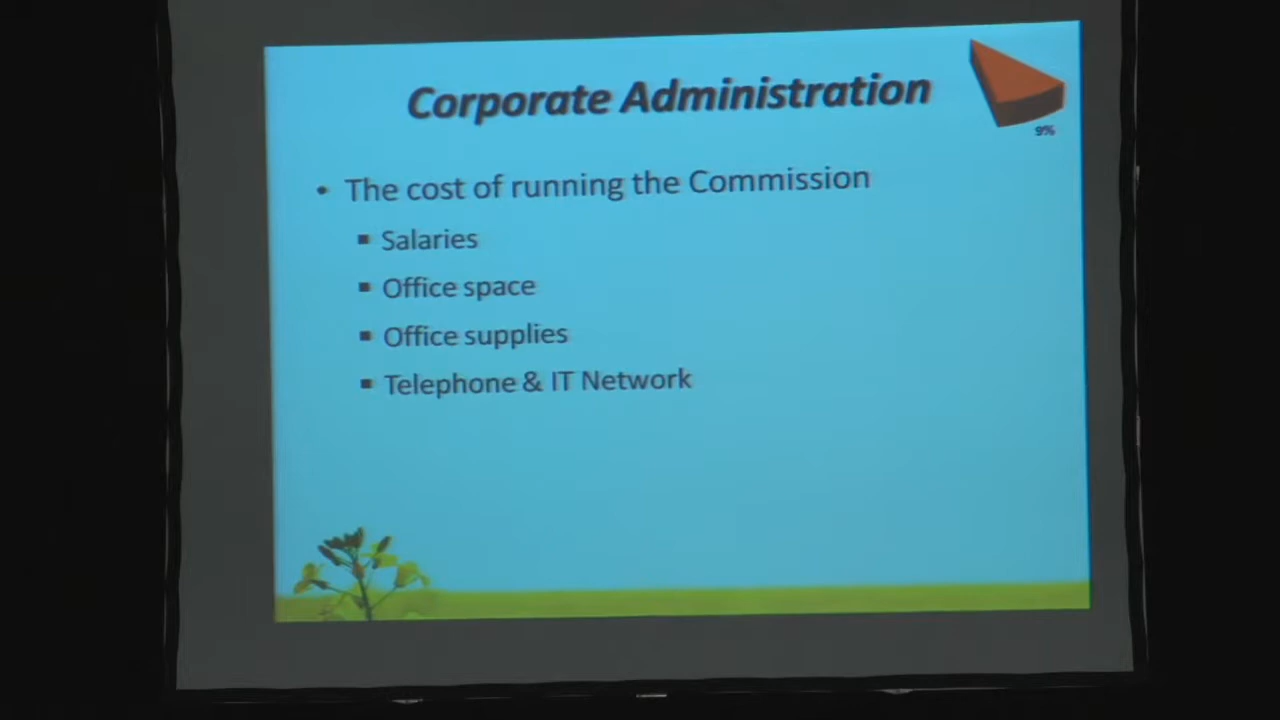 Corporate Administration
9%
• The cost of running the Commission
▪ Salaries
▪ Office space
▪ Office supplies
▪ Telephone & IT Network